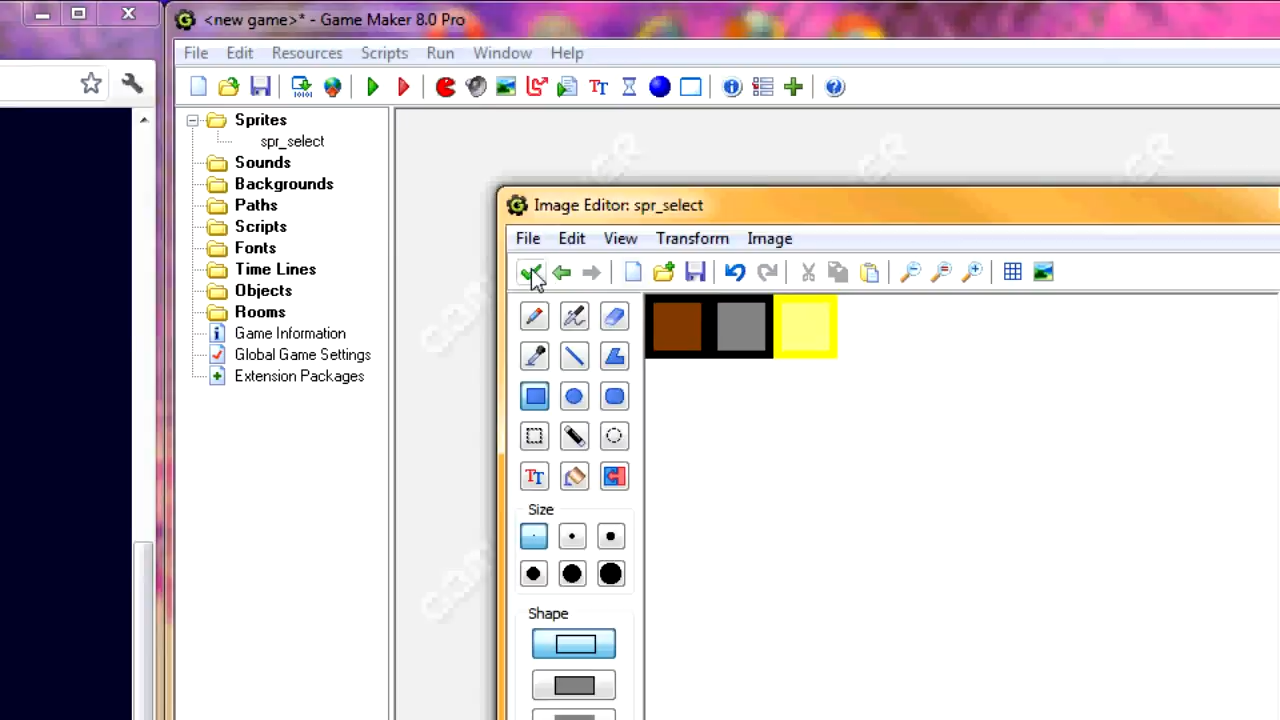 <new game>* - Game Maker 8.0 Pro
File Edit Resources Scripts Run Window Help
Sprites
spr_select
Sounds
Backgrounds
Paths
Scripts
Fonts
Time Lines
Objects
Rooms
Game Information
Global Game Settings
Extension Packages
Image Editor: spr_select
File Edit View Transform Image
Size
Shape